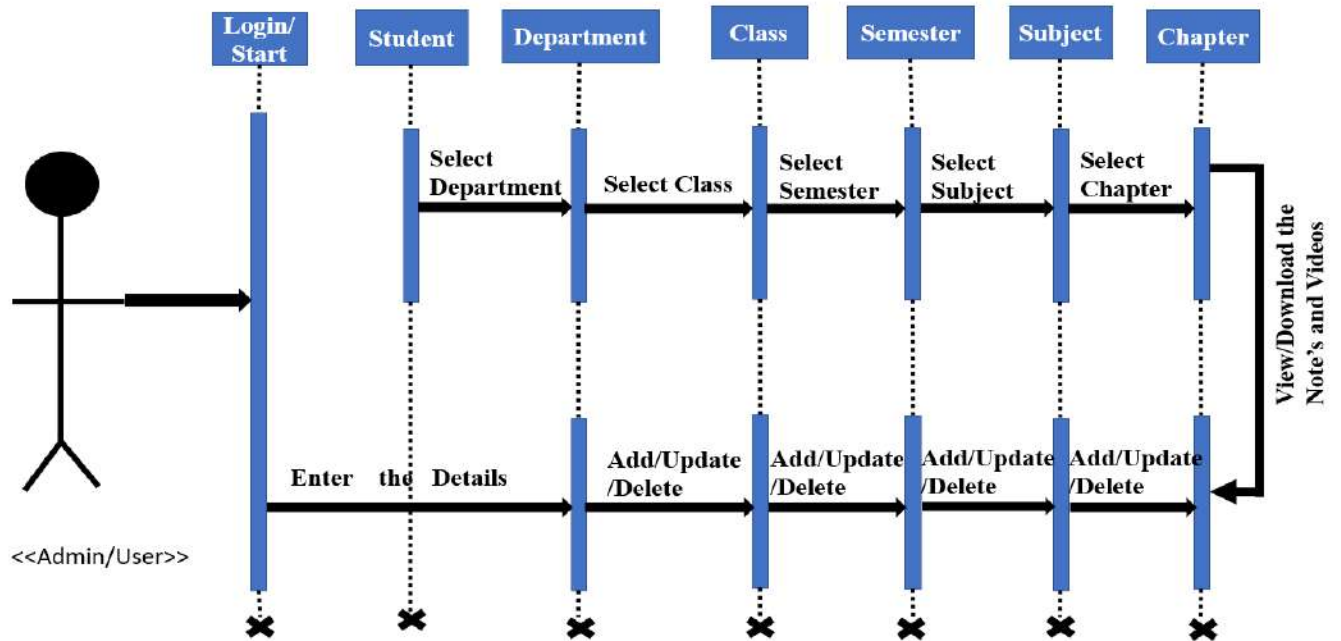 Login/
Start
Student
Department
Class
Semester
Subject
Chapter
Select
Department
Select Class
Select
Semester
Select
Subject
Select
Chapter
View/Download the
Note's and Videos
Enter the Details
Add/Update
/Delete
Add/Update
/Delete
Add/Update
/Delete
Add/Update
/Delete
<<Admin/User>>